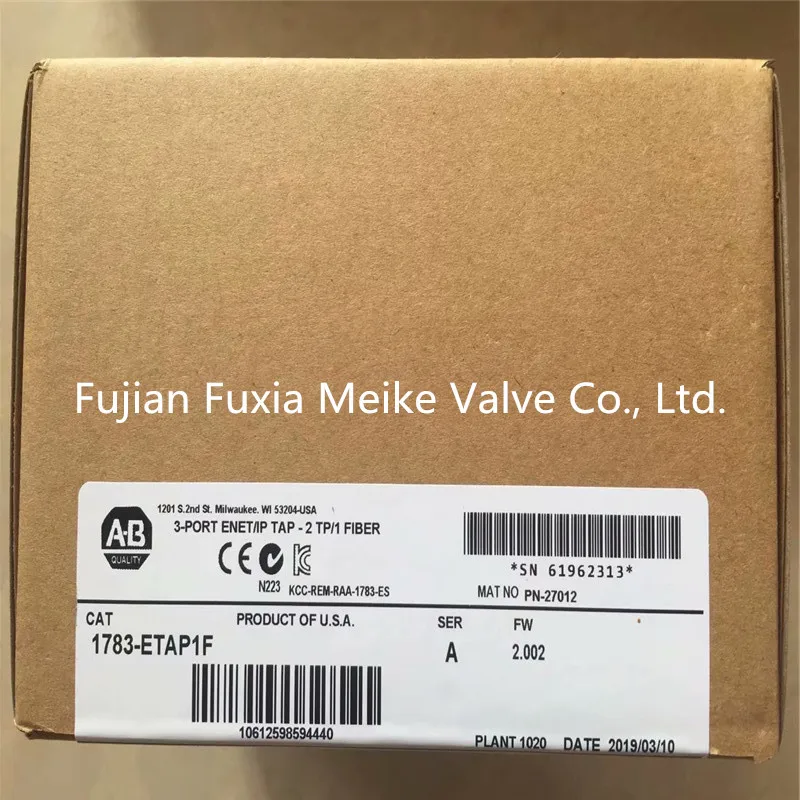 Fujian Fuxia Meike Valve Co., Ltd.
1201 S.2nd St. Milwaukee. WI 53204-USA
3-PORT ENET/IP TAP - 2 TP/1 FIBER
A-B
QUALITY
CE
N223 KCC-REM-RAA-1783-ES
*SN 61962313*
MAT NO PN-27012
CAT PRODUCT OF U.S.A. SER FW
1783-ETAP1F A 2.002
10612598594440
PLANT 1020 DATE 2019/03/10